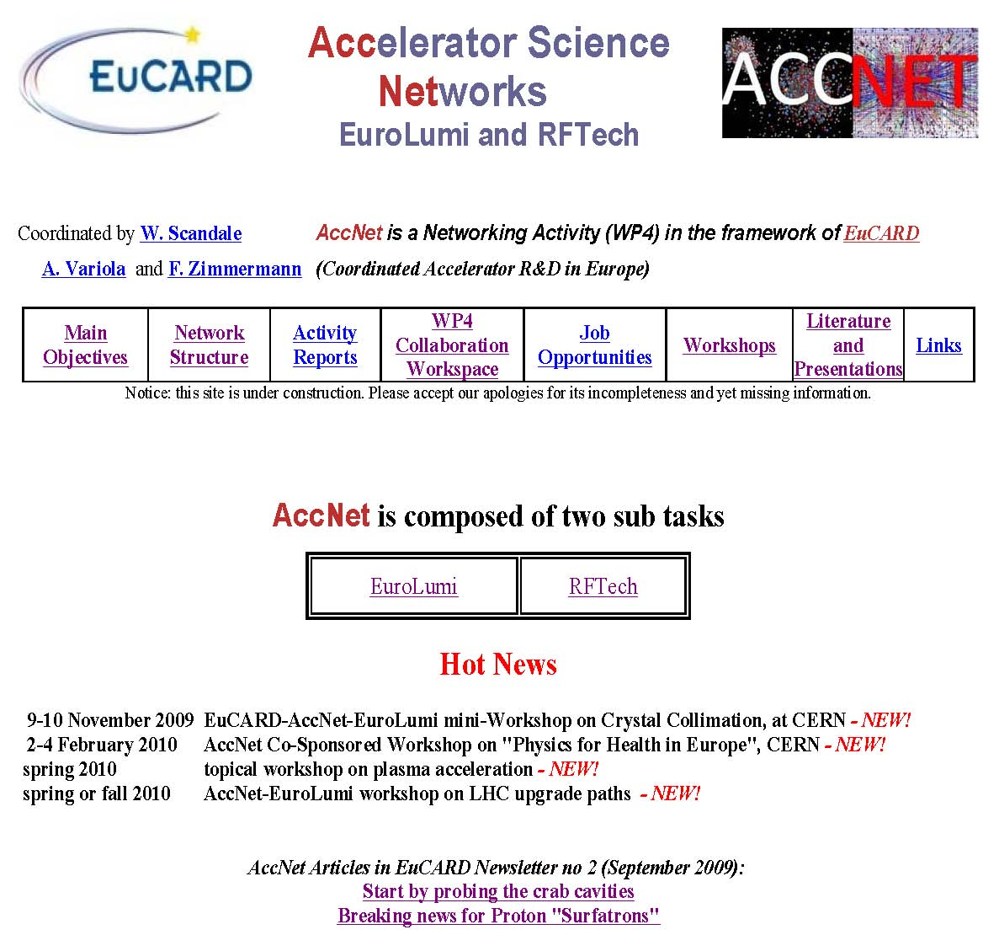 EuCARD
Accelerator Science
Networks
EuroLumi and RFTech
ACCNET
Coordinated by W. Scandale
A. Variola and F. Zimmermann
AccNet is a Networking Activity (WP4) in the framework of EuCARD
(Coordinated Accelerator R&D in Europe)
Main
Objectives
Network
Structure
Activity
Reports
WP4
Collaboration
Workspace
Job
Opportunities
Workshops
Literature
and
Presentations
Links
Notice: this site is under construction. Please accept our apologies for its incompleteness and yet missing information.
AccNet is composed of two sub tasks
EuroLumi
RFTech
Hot News
9-10 November 2009 EuCARD-AccNet-EuroLumi mini-Workshop on Crystal Collimation, at CERN - NEW!
2-4 February 2010 AccNet Co-Sponsored Workshop on "Physics for Health in Europe", CERN - NEW!
spring 2010 topical workshop on plasma acceleration - NEW!
spring or fall 2010 AccNet-EuroLumi workshop on LHC upgrade paths - NEW!
AccNet Articles in EuCARD Newsletter no 2 (September 2009):
Start by probing the crab cavities
Breaking news for Proton "Surfatrons"